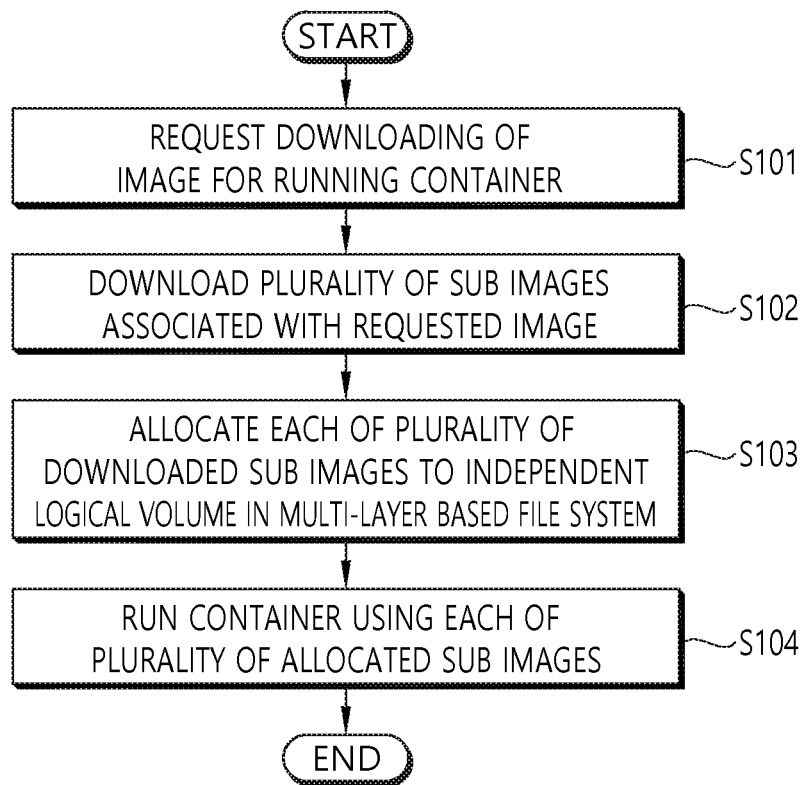 START
REQUEST DOWNLOADING OF
IMAGE FOR RUNNING CONTAINER
S101
DOWNLOAD PLURALITY OF SUB IMAGES
ASSOCIATED WITH REQUESTED IMAGE
S102
ALLOCATE EACH OF PLURALITY OF
DOWNLOADED SUB IMAGES TO INDEPENDENT
LOGICAL VOLUME IN MULTI-LAYER BASED FILE SYSTEM
S103
RUN CONTAINER USING EACH OF
PLURALITY OF ALLOCATED SUB IMAGES
S104
END